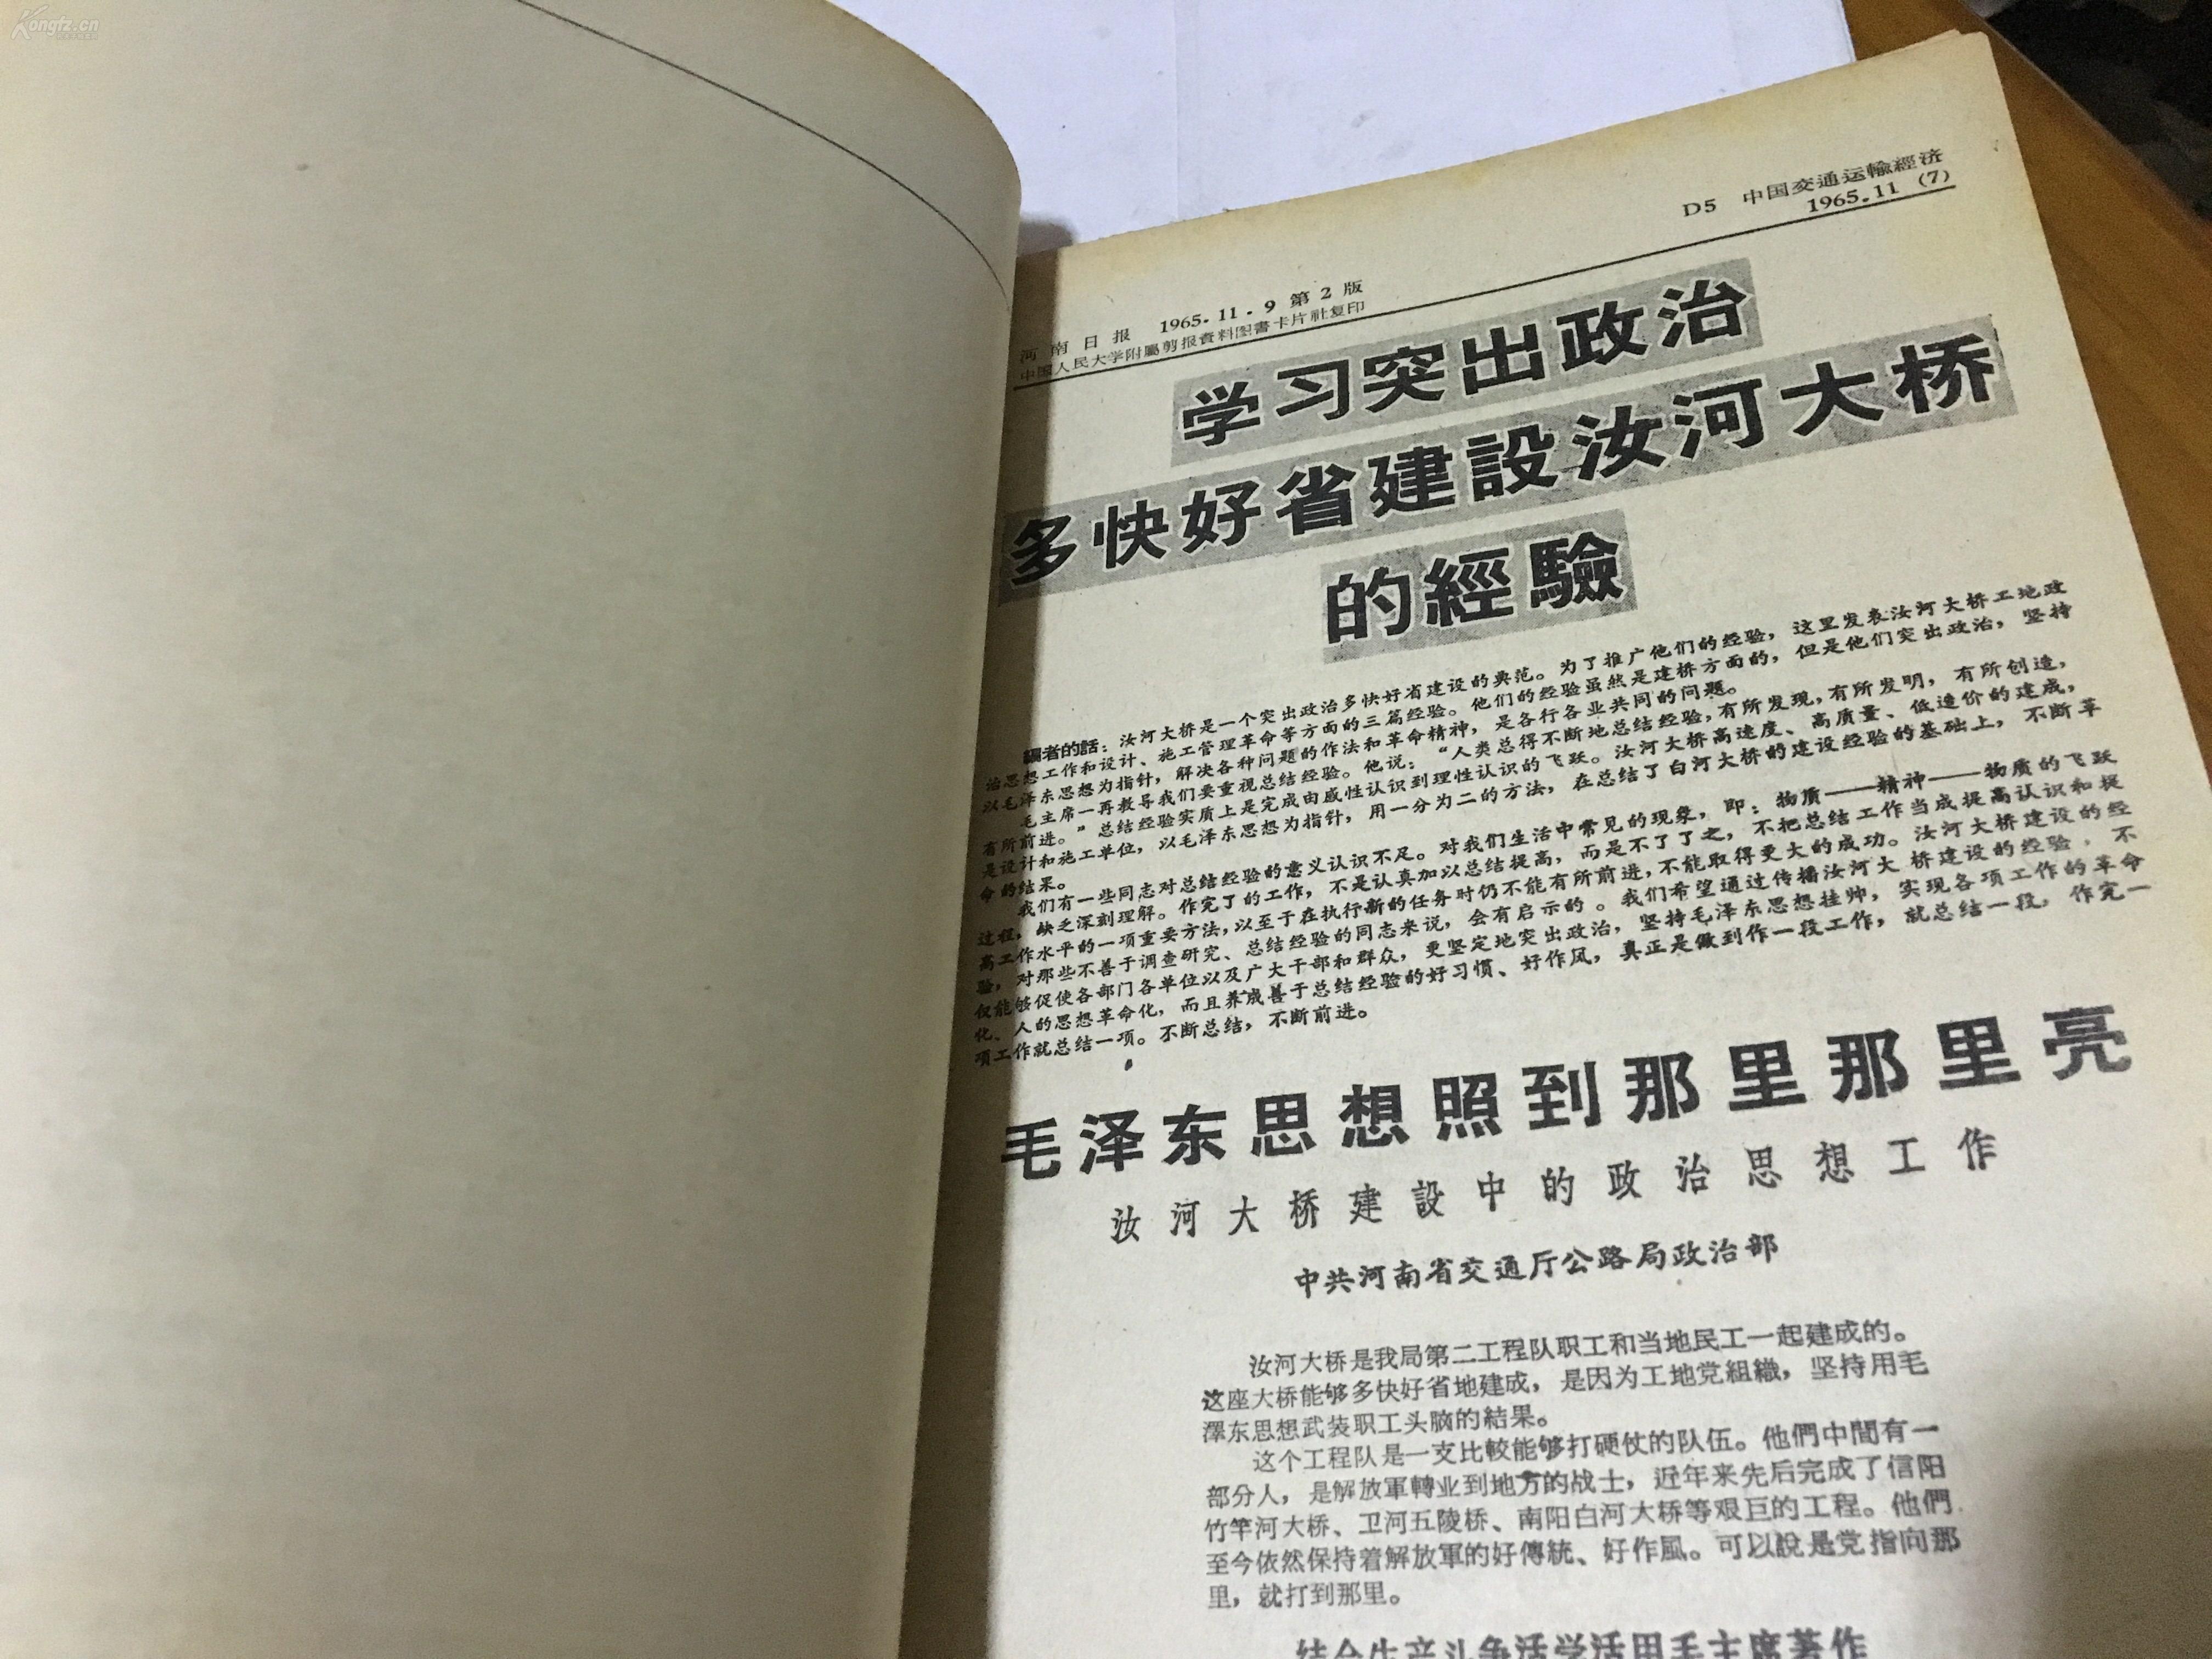 Kongfz.cn
D5 中国交通运輸經济
1965.11 (7)
河南日报 1965.11.9 第2版
中国人民大学附屬剪报資料图書卡片社复印
学习突出政治
多快好省建設汝河大桥
的經驗
編者的話：汝河大桥是一个突出政治多快好省建设的典范。为了推广他们的经验，这里发表汝河大桥工地政
治思想工作和设计、施工管理革命等方面的三篇经验。他们的经验虽然是建桥方面的，但是他们突出政治，坚持
以毛泽东思想为指针，解决各种问题的作法和革命精神，是各行各业共同的问题。
毛主席一再教导我们要重视总结经验。他说：“人类总得不断地总结经验，有所发现，有所发明，有所创造，
有所前进。”总结经验实质上是完成由感性认识到理性认识的飞跃。汝河大桥高速度、高质量、低造价的建成，
是设计和施工单位，以毛泽东思想为指针，用一分为二的方法，在总结了白河大桥的建设经验的基础上，不断革
命的结果。
我们有一些同志对总结经验的意义认识不足。对我们生活中常见的现象，即：物质——精神——物质的飞跃
过程，缺乏深刻理解。作完了的工作，不是认真加以总结提高，而是不了了之，不把总结工作当成提高认识和提
高工作水平的一项重要方法，以至于在执行新的任务时仍不能有所前进，不能取得更大的成功。汝河大桥建设的经
验，对那些不善于调查研究、总结经验的同志来说，会有启示的。我们希望通过传播汝河大桥建设的经验，不
仅能够促使各部门各单位以及广大干部和群众，更坚定地突出政治，坚持毛泽东思想挂帅，实现各项工作的革命
化、人的思想革命化，而且养成善于总结经验的好习惯、好作风，真正是做到作一段工作，就总结一段，作完一
项工作就总结一项。不断总结，不断前进。
毛泽东思想照到那里那里亮
汝河大桥建設中的政治思想工作
中共河南省交通厅公路局政治部
汝河大桥是我局第二工程队职工和当地民工一起建成的。
这座大桥能够多快好省地建成，是因为工地党組織，坚持用毛
澤东思想武装职工头脑的結果。
这个工程队是一支比較能够打硬仗的队伍。他們中間有一
部分人，是解放軍轉业到地方的战士，近年来先后完成了信阳
竹竿河大桥、卫河五陵桥、南阳白河大桥等艰巨的工程。他們
至今依然保持着解放軍的好傳統、好作風。可以說是党指向那
里，就打到那里。
结合生产斗争活学活用毛主席著作